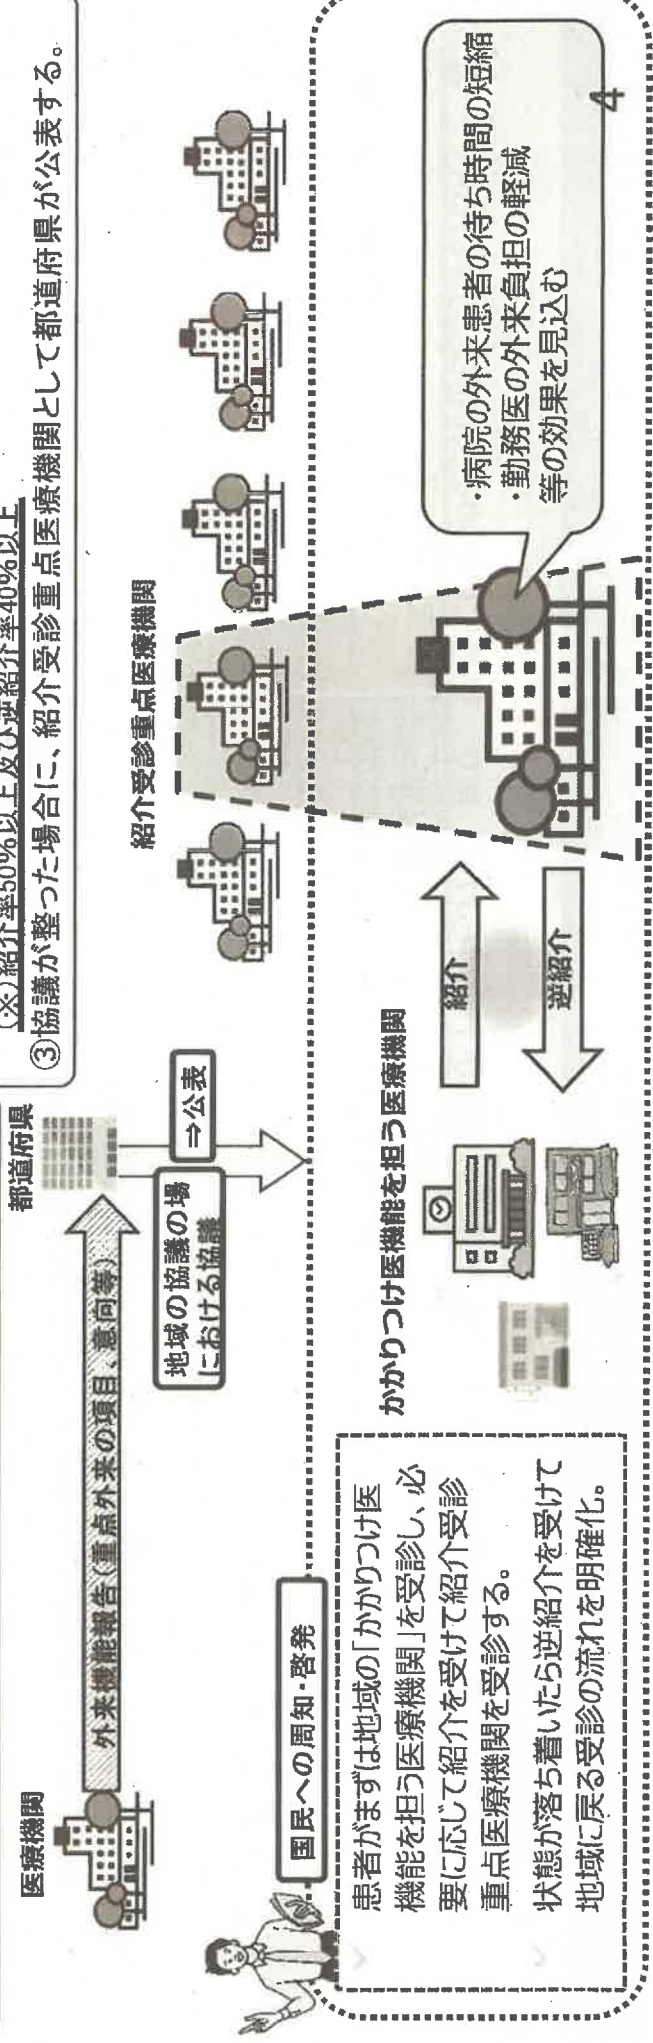 (※)紹介率50%以上及び逆紹介率40%以上
③協議が整った場合に、紹介受診重点医療機関として都道府県が公表する。
医療機関
外来機能報告(重点外来の項目、意向等)
都道府県
地域の協議の場
における協議
⇒公表
紹介受診重点医療機関
国民への周知・啓発
患者がまずは地域の「かかりつけ医
機能を担う医療機関」を受診し、必
要に応じて紹介を受けて紹介受診
重点医療機関を受診する。
状態が落ち着いたら逆紹介を受けて
地域に戻る受診の流れを明確化。
かかりつけ医機能を担う医療機関
紹介
逆紹介
・病院の外来患者の待ち時間の短縮
・勤務医の外来負担の軽減
等の効果を見込む
4